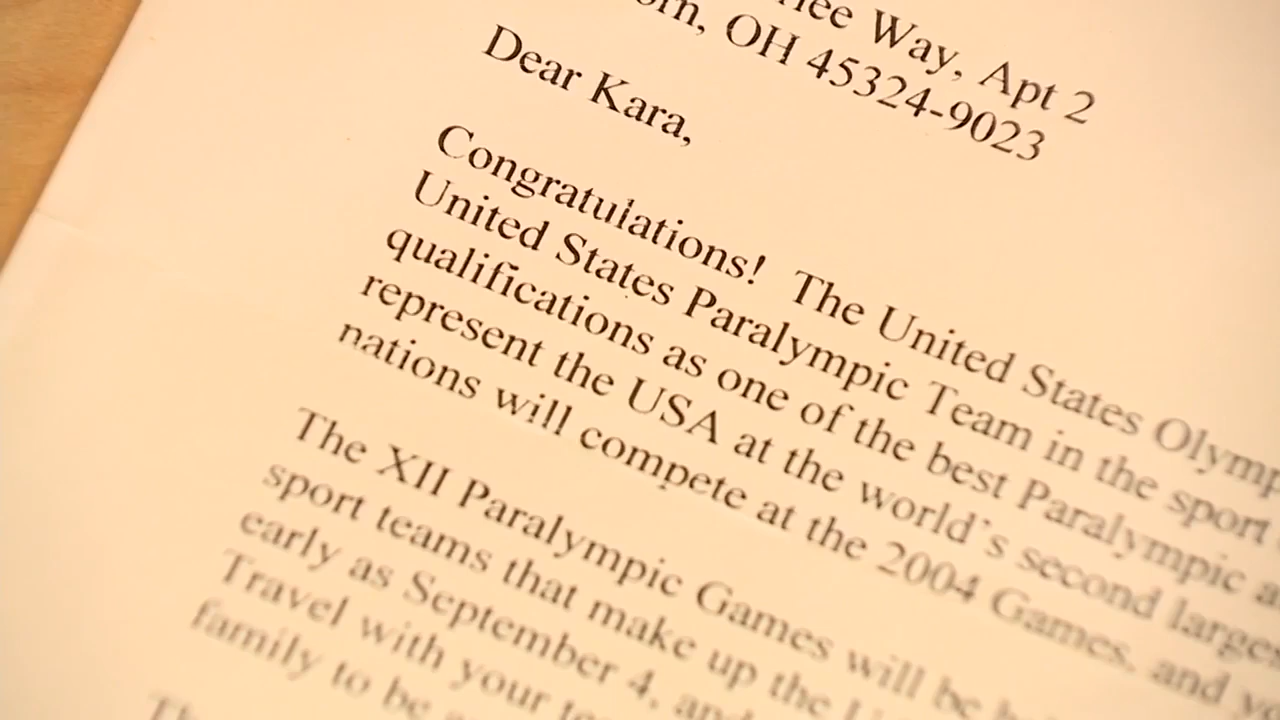 Way, Apt 2
OH 45324-9023
Dear Kara,
Congratulations! The United States
United States Paralympic Team in the sport
qualifications as one of the best Paralympic
represent the USA at the world's second
nations will compete at the 2004 Games, and
The XII Paralympic Games will be
sport teams that make up the
early as September 4, and
Travel with your
family to be